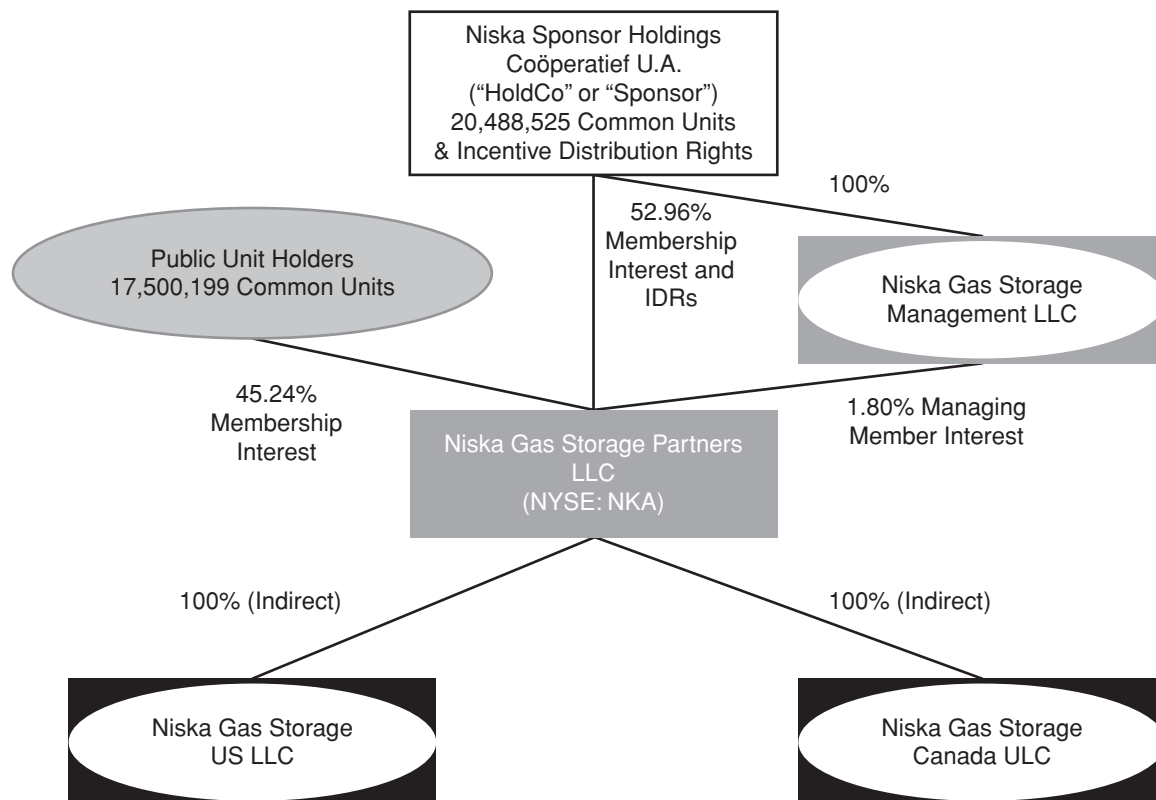 Niska Sponsor Holdings
Coöperatief U.A.
(“HoldCo” or “Sponsor”)
20,488,525 Common Units
& Incentive Distribution Rights
100%
52.96%
Membership
Interest and
IDRs
Public Unit Holders
17,500,199 Common Units
Niska Gas Storage
Management LLC
45.24%
Membership
Interest
1.80% Managing
Member Interest
Niska Gas Storage Partners
LLC
(NYSE: NKA)
100% (Indirect)
100% (Indirect)
Niska Gas Storage
US LLC
Niska Gas Storage
Canada ULC